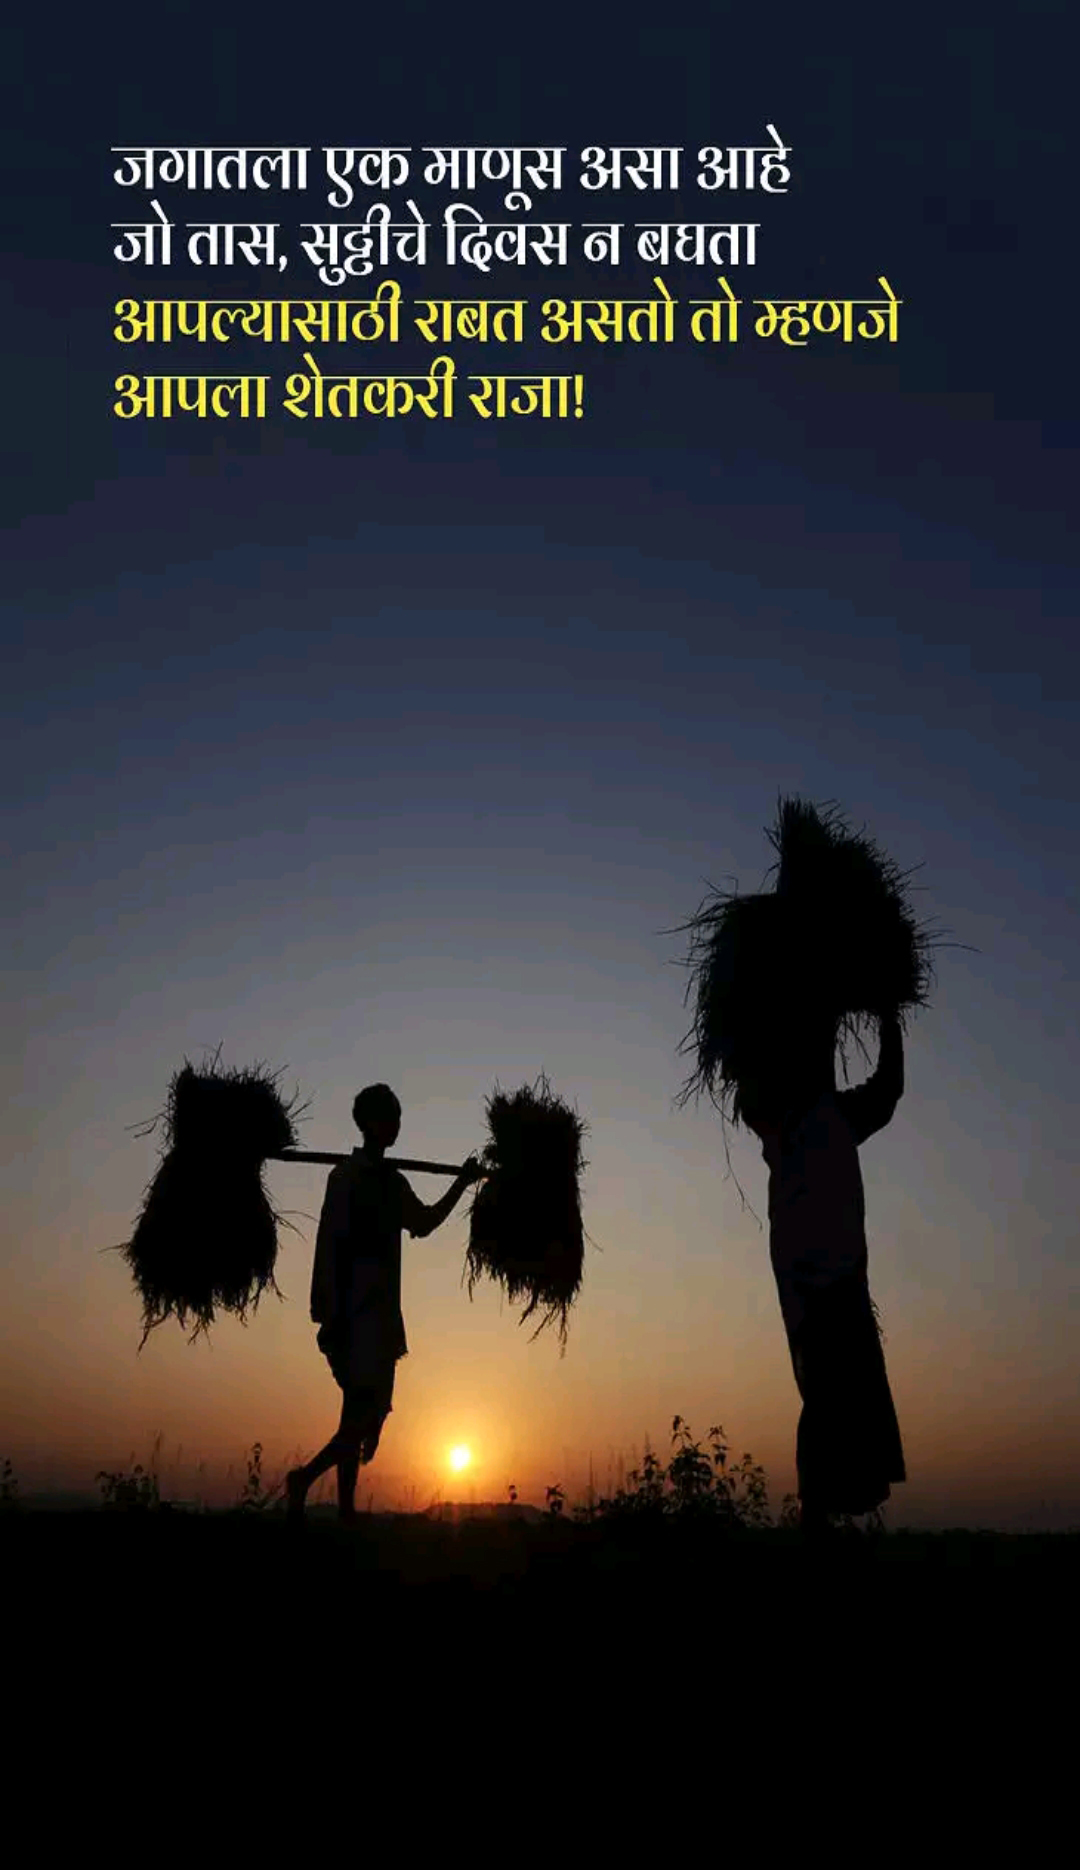 जगातला एक माणूस असा आहे
जो तास, सुट्टीचे दिवस न बघता
आपल्यासाठी राबत असतो तो म्हणजे
आपला शेतकरी राजा!